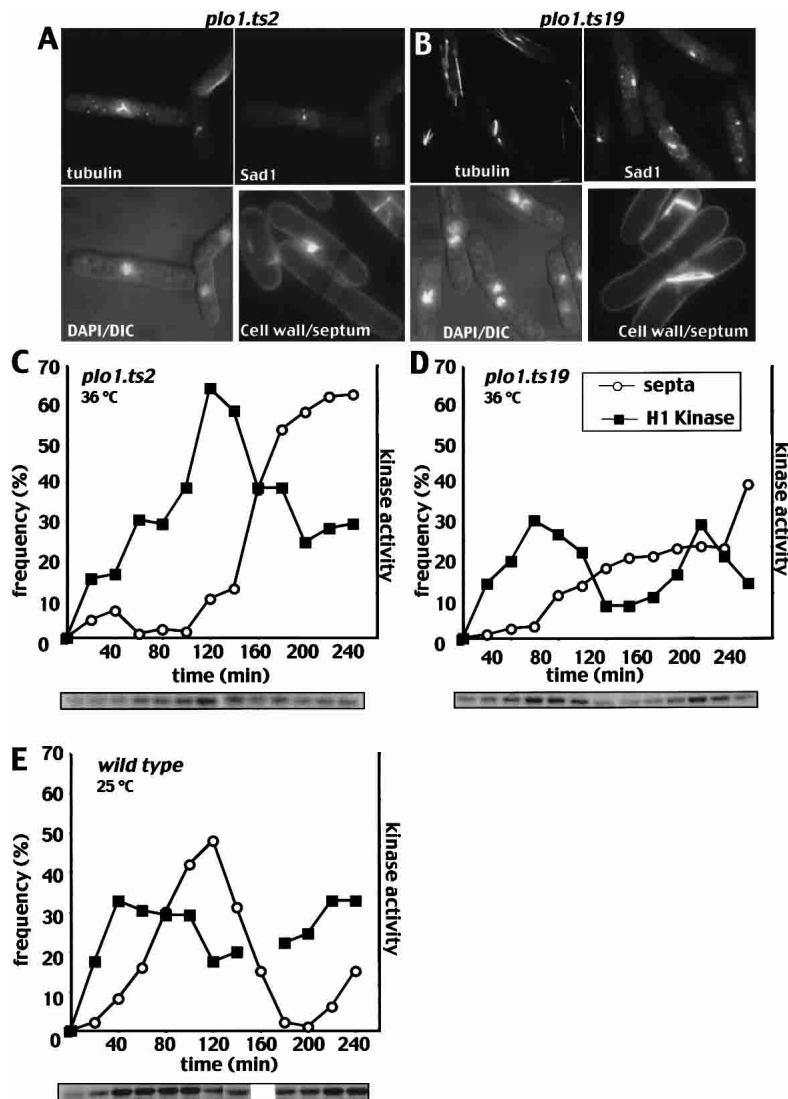 plo1.ts2
plo1.ts19
A
B
tubulin
Sad1
tubulin
Sad1
DAPI/DIC
Cell wall/septum
DAPI/DIC
Cell wall/septum
C
plo1.ts2
36 °C
70
60
50
40
30
20
10
0
frequency (%)
kinase activity
40 80 120 160 200 240
time (min)
D
plo1.ts19
36 °C
septa
H1 Kinase
70
60
50
40
30
20
10
0
frequency (%)
kinase activity
40 80 120 160 200 240
time (min)
E
wild type
25 °C
70
60
50
40
30
20
10
0
frequency (%)
kinase activity
40 80 120 160 200 240
time (min)